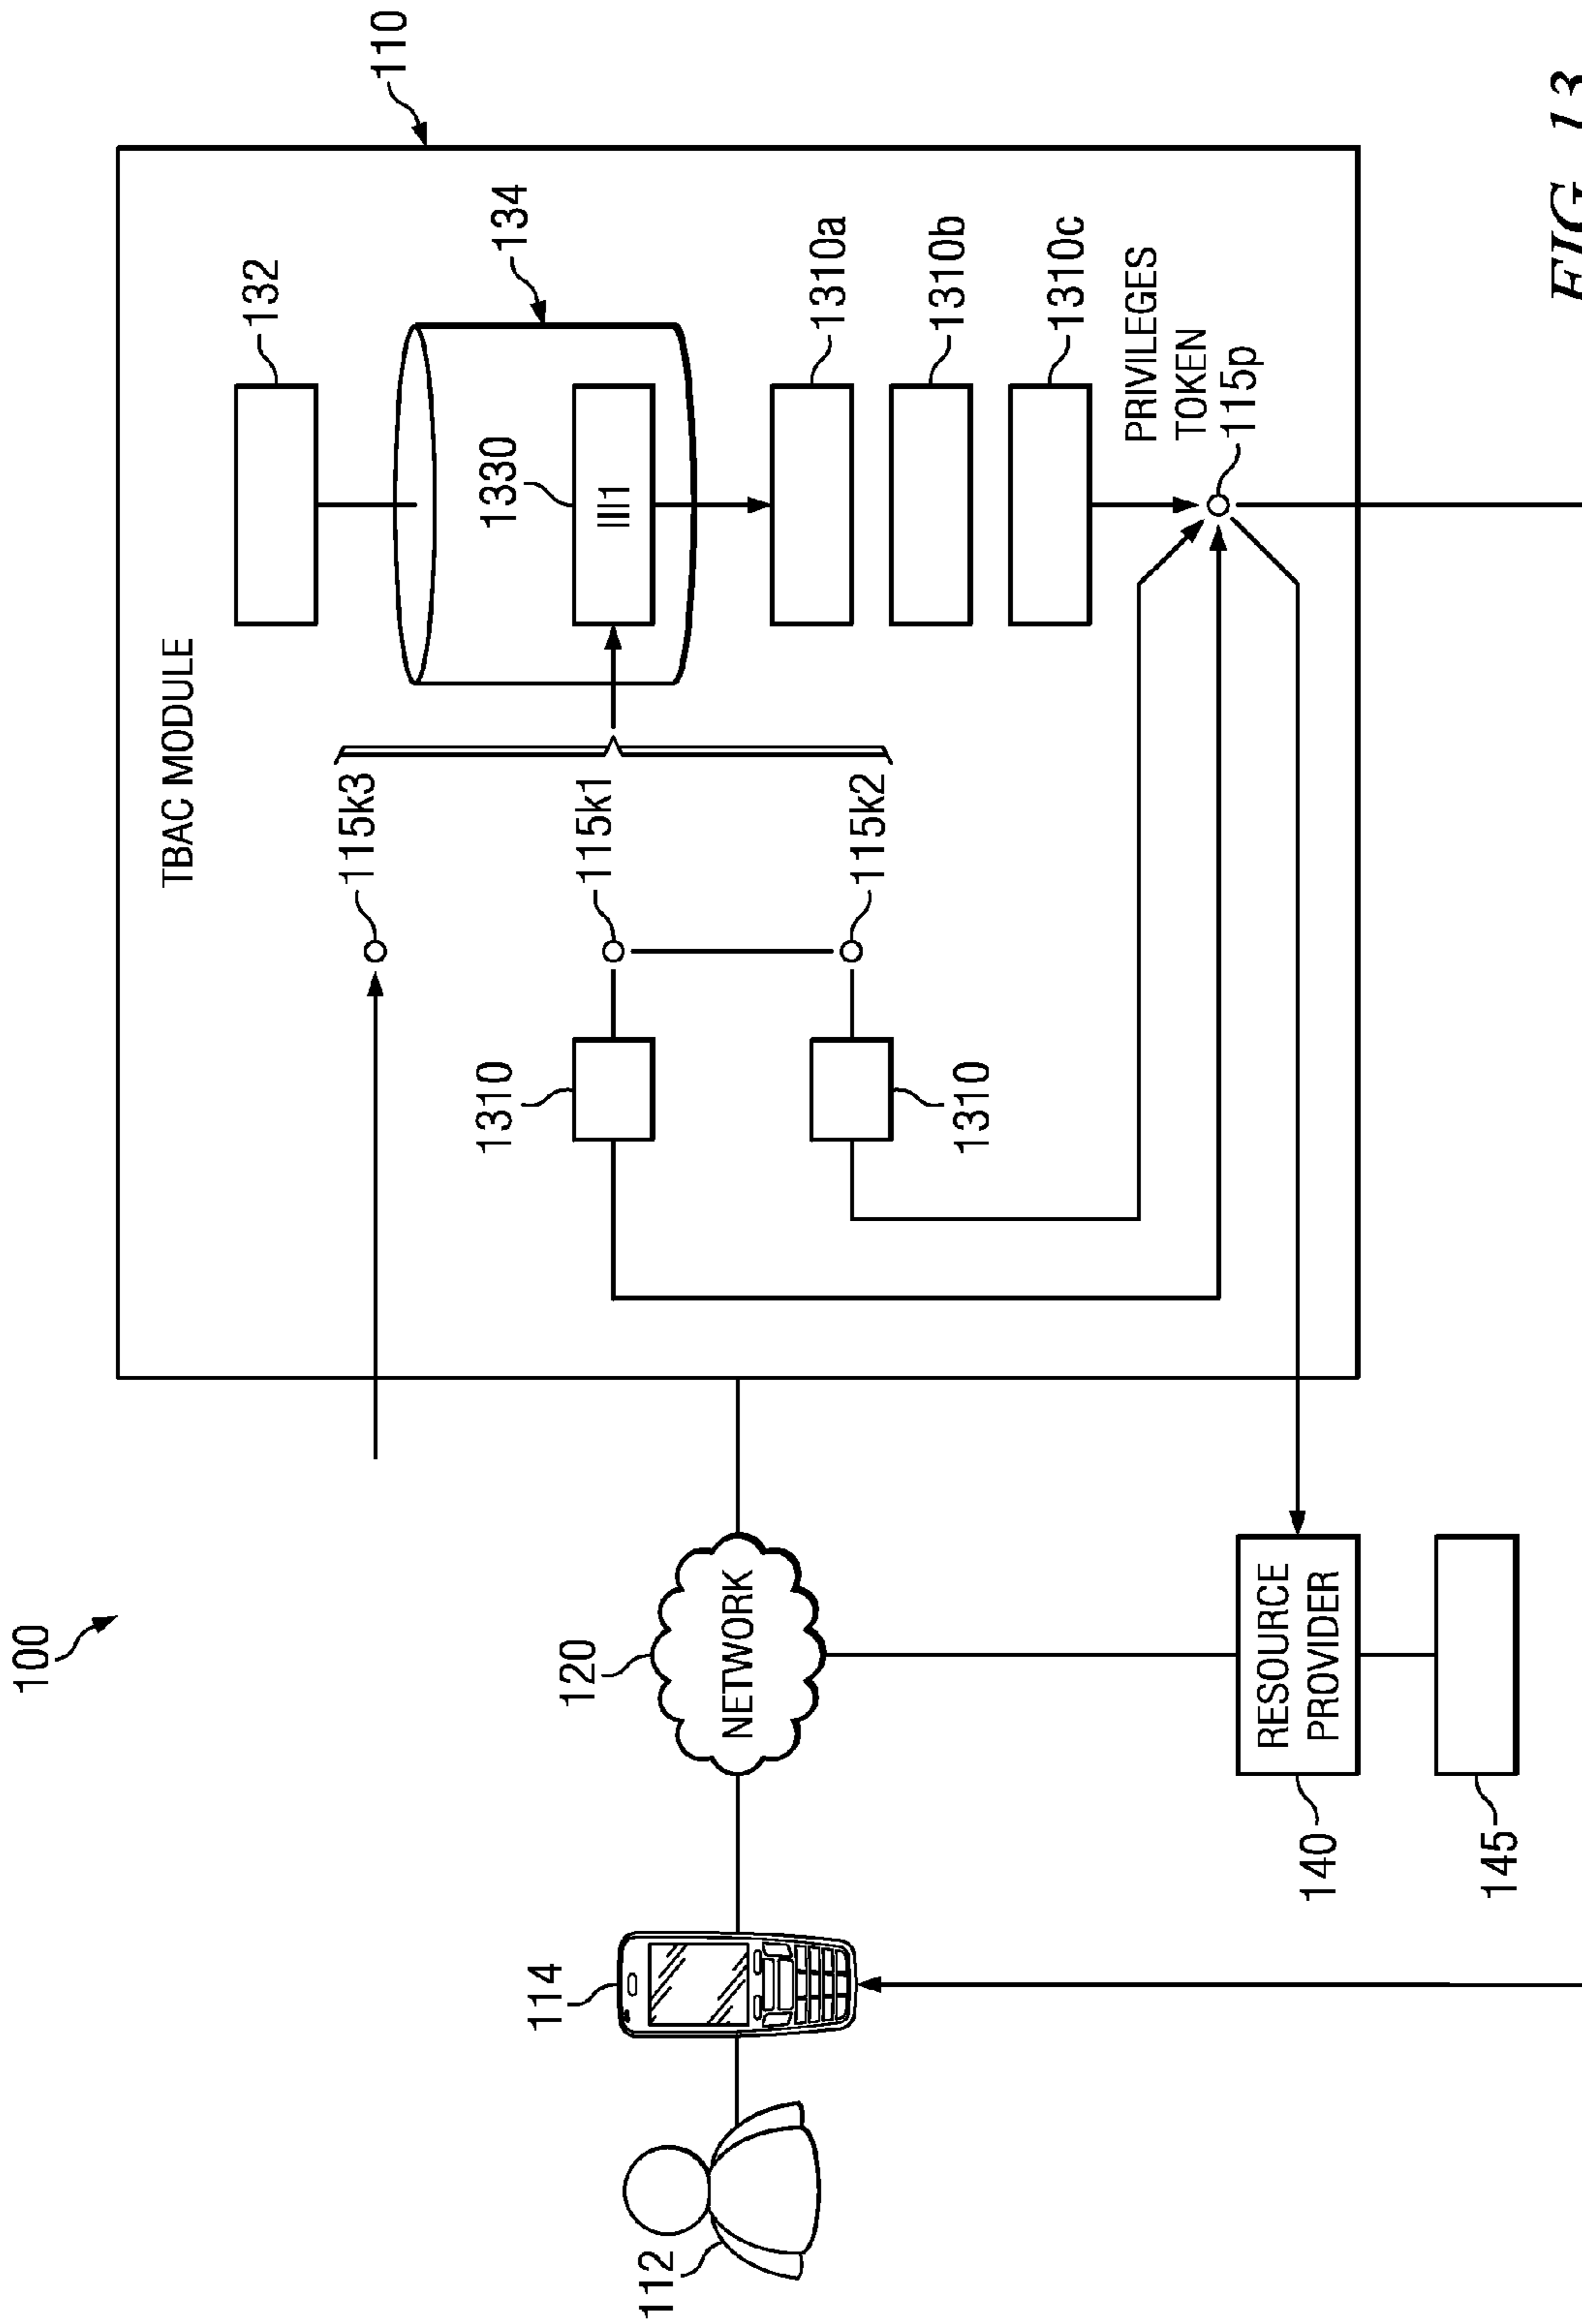 100
110
TBAC MODULE
132
134
115k3
1330
III1
115k1
1310
115k2
1310
1310a
1310b
1310c
PRIVILEGES
TOKEN
115p
112
114
120
NETWORK
RESOURCE
PROVIDER
140
145
FIG. 13